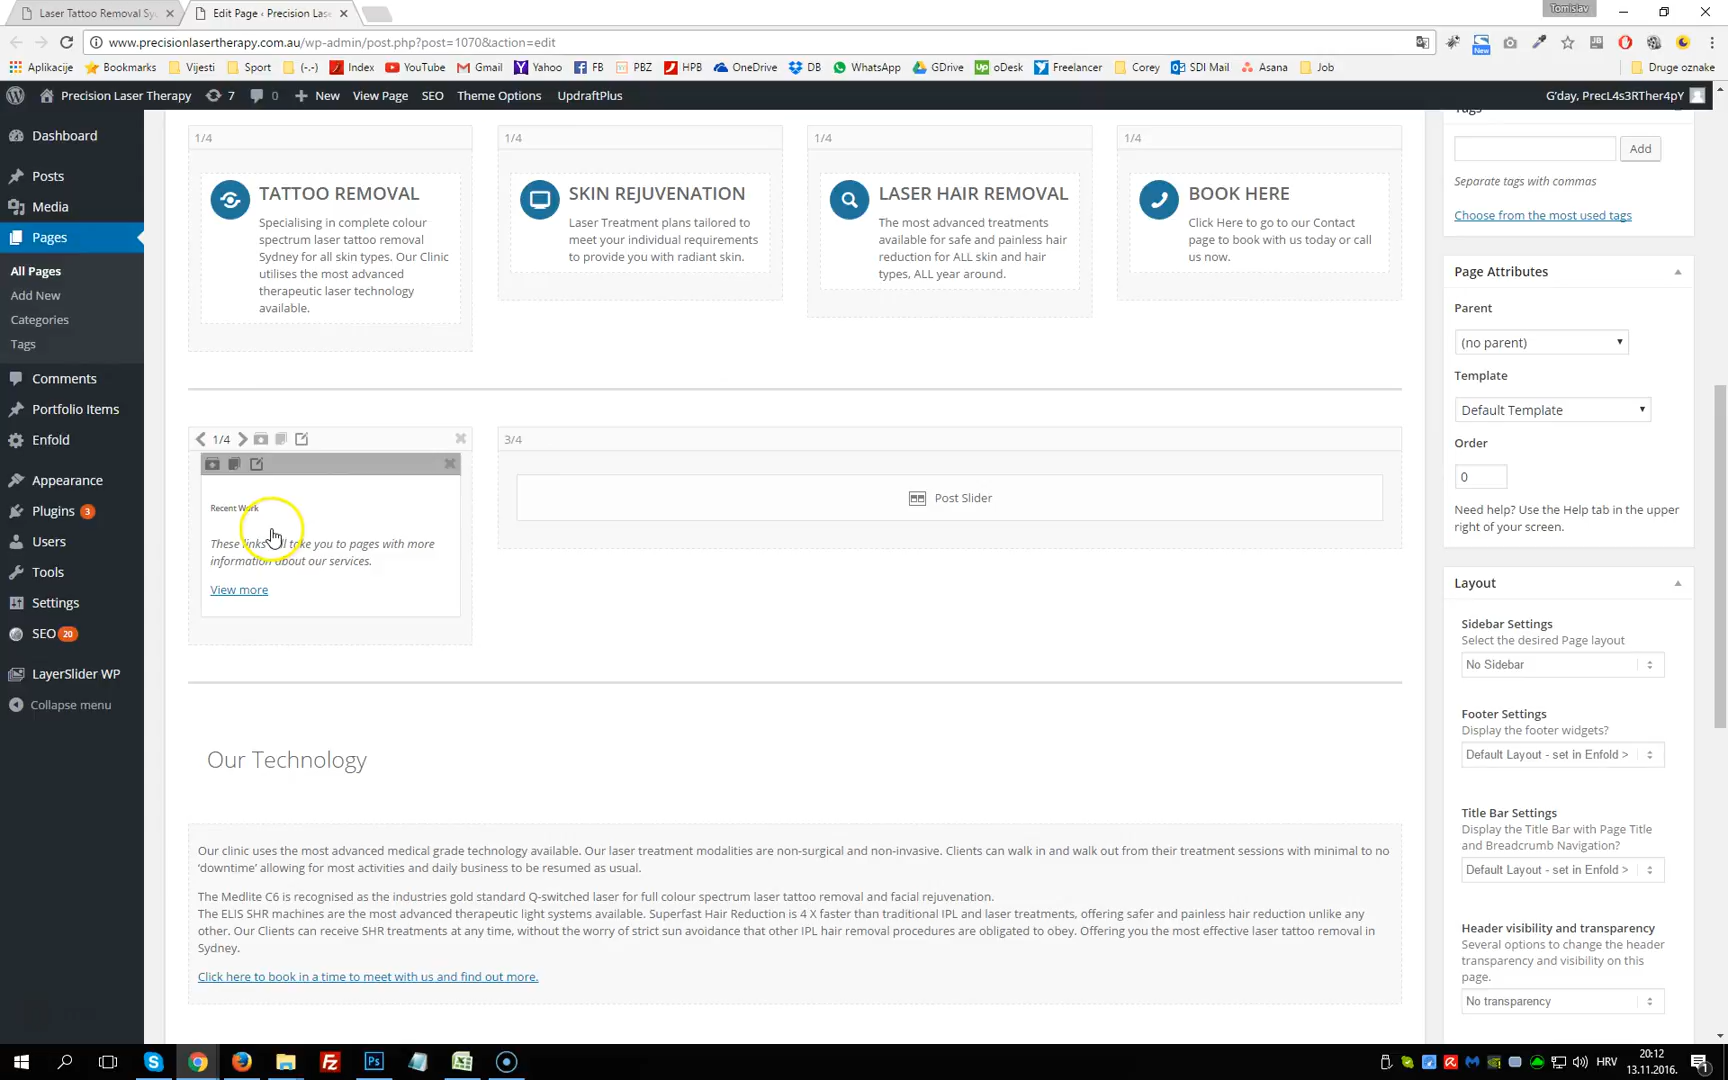 Laser Tattoo Removal Sy
Edit Page ‹ Precision Las
Tomislav
www.precisionlasertherapy.com.au/wp-admin/post.php?post=1070&action=edit
New
Aplikacije
Bookmarks
Vijesti
Sport
(-.-)
Index
YouTube
Gmail
Yahoo
FB
PBZ
HPB
OneDrive
DB
WhatsApp
GDrive
oDesk
Freelancer
Corey
SDI Mail
Asana
Job
Druge oznake
Precision Laser Therapy
7
0
New
View Page
SEO
Theme Options
UpdraftPlus
G'day, PrecL4s3RTher4pY
Dashboard
Posts
Media
Pages
All Pages
Add New
Categories
Tags
Comments
Portfolio Items
Enfold
Appearance
Plugins 3
Users
Tools
Settings
SEO 20
LayerSlider WP
Collapse menu
1/4
TATTOO REMOVAL
Specialising in complete colour
spectrum laser tattoo removal
Sydney for all skin types. Our Clinic
utilises the most advanced
therapeutic laser technology
available.
1/4
SKIN REJUVENATION
Laser Treatment plans tailored to
meet your individual requirements
to provide you with radiant skin.
1/4
LASER HAIR REMOVAL
The most advanced treatments
available for safe and painless hair
reduction for ALL skin and hair
types, ALL year around.
1/4
BOOK HERE
Click Here to go to our Contact
page to book with us today or call
us now.
1/4
Recent Work
These links will take you to pages with more
information about our services.
View more
3/4
Post Slider
Our Technology
Our clinic uses the most advanced medical grade technology available. Our laser treatment modalities are non-surgical and non-invasive. Clients can walk in and walk out from their treatment sessions with minimal to no
'downtime' allowing for most activities and daily business to be resumed as usual.
The Medlite C6 is recognised as the industries gold standard Q-switched laser for full colour spectrum laser tattoo removal and facial rejuvenation.
The ELIS SHR machines are the most advanced therapeutic light systems available. Superfast Hair Reduction is 4 X faster than traditional IPL and laser treatments, offering safer and painless hair reduction unlike any
other. Our Clients can receive SHR treatments at any time, without the worry of strict sun avoidance that other IPL hair removal procedures are obligated to obey. Offering you the most effective laser tattoo removal in
Sydney.
Click here to book in a time to meet with us and find out more.
Tags
Add
Separate tags with commas
Choose from the most used tags
Page Attributes
Parent
(no parent)
Template
Default Template
Order
0
Need help? Use the Help tab in the upper
right of your screen.
Layout
Sidebar Settings
Select the desired Page layout
No Sidebar
Footer Settings
Display the footer widgets?
Default Layout - set in Enfold >
Title Bar Settings
Display the Title Bar with Page Title
and Breadcrumb Navigation?
Default Layout - set in Enfold >
Header visibility and transparency
Several options to change the header
transparency and visibility on this
page.
No transparency
HRV
20:12
13.11.2016.
1